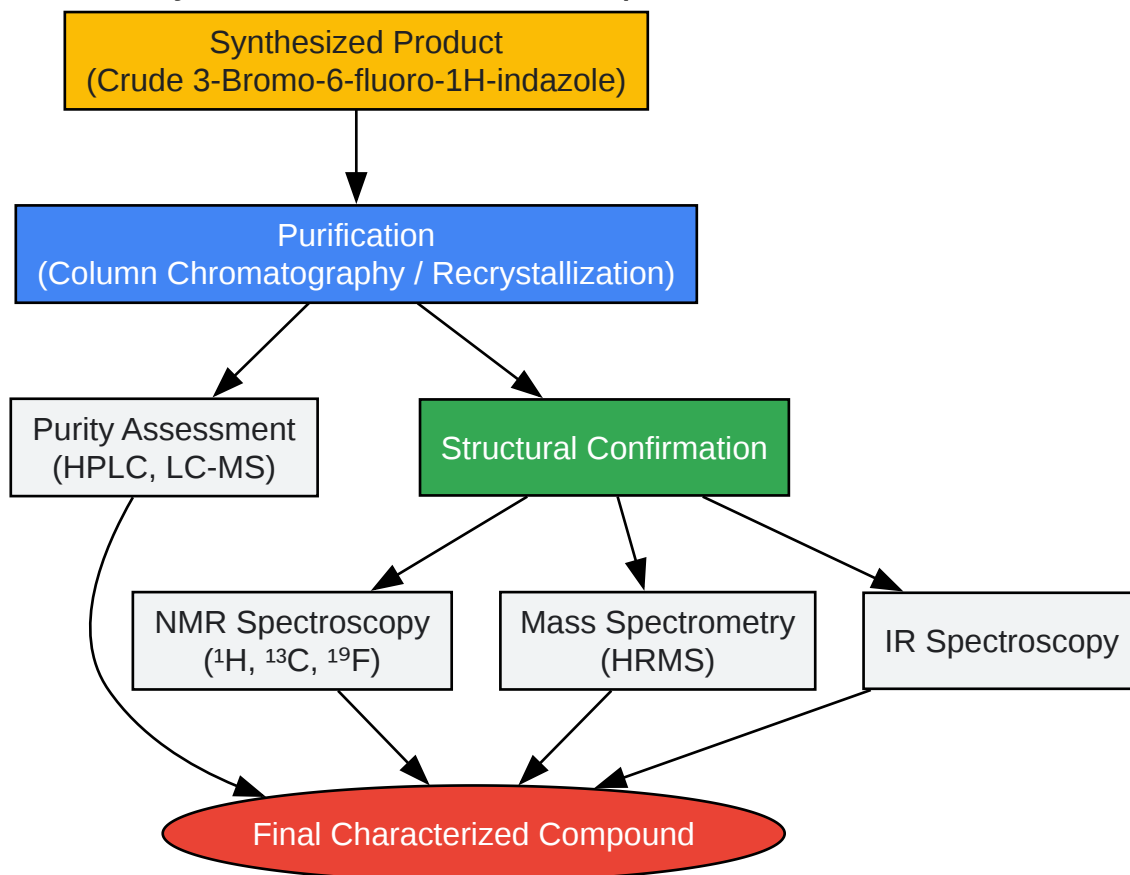 Synthesized Product
(Crude 3-Bromo-6-fluoro-1H-indazole)
Purification
(Column Chromatography / Recrystallization)
Purity Assessment
(HPLC, LC-MS)
Structural Confirmation
NMR Spectroscopy
(¹H, ¹³C, ¹⁹F)
Mass Spectrometry
(HRMS)
IR Spectroscopy
Final Characterized Compound